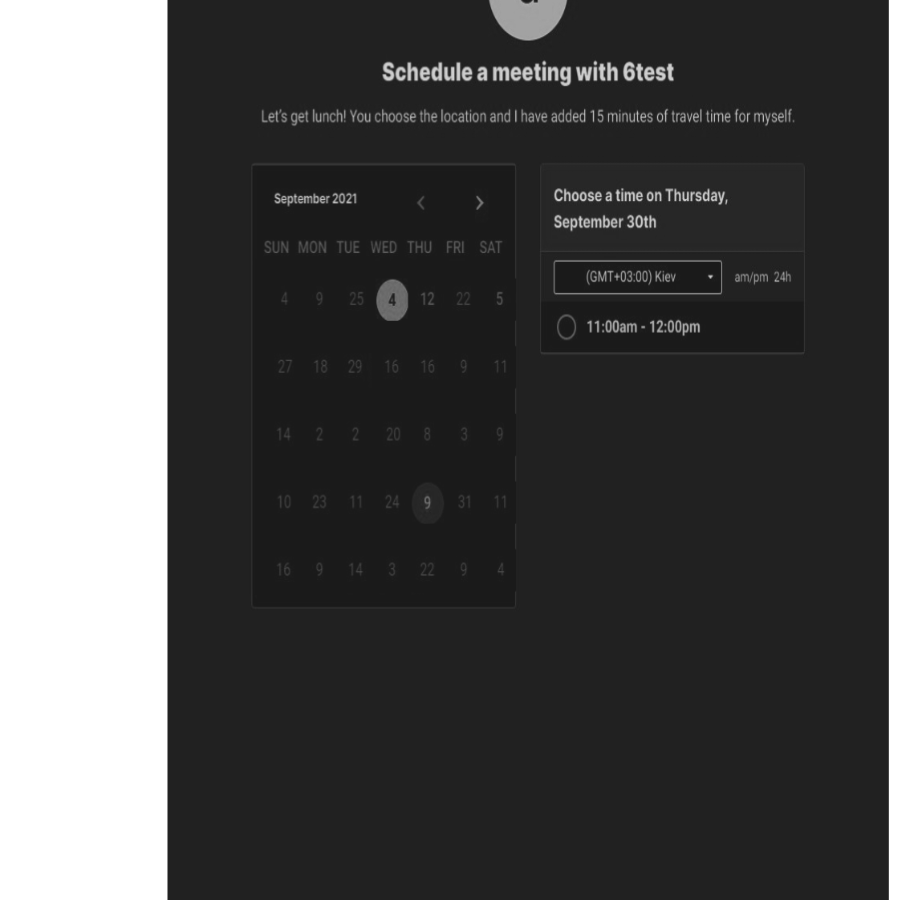 Schedule a meeting with 6test
Let's get lunch! You choose the location and I have added 15 minutes of travel time for myself.
September 2021
SUN MON TUE WED THU FRI SAT
4 9 25 4 12 22 5
27 18 29 16 16 9 11
14 2 2 20 8 3 9
10 23 11 24 9 31 11
16 9 14 3 22 9 4
Choose a time on Thursday,
September 30th
(GMT+03:00) Kiev
am/pm 24h
11:00am - 12:00pm